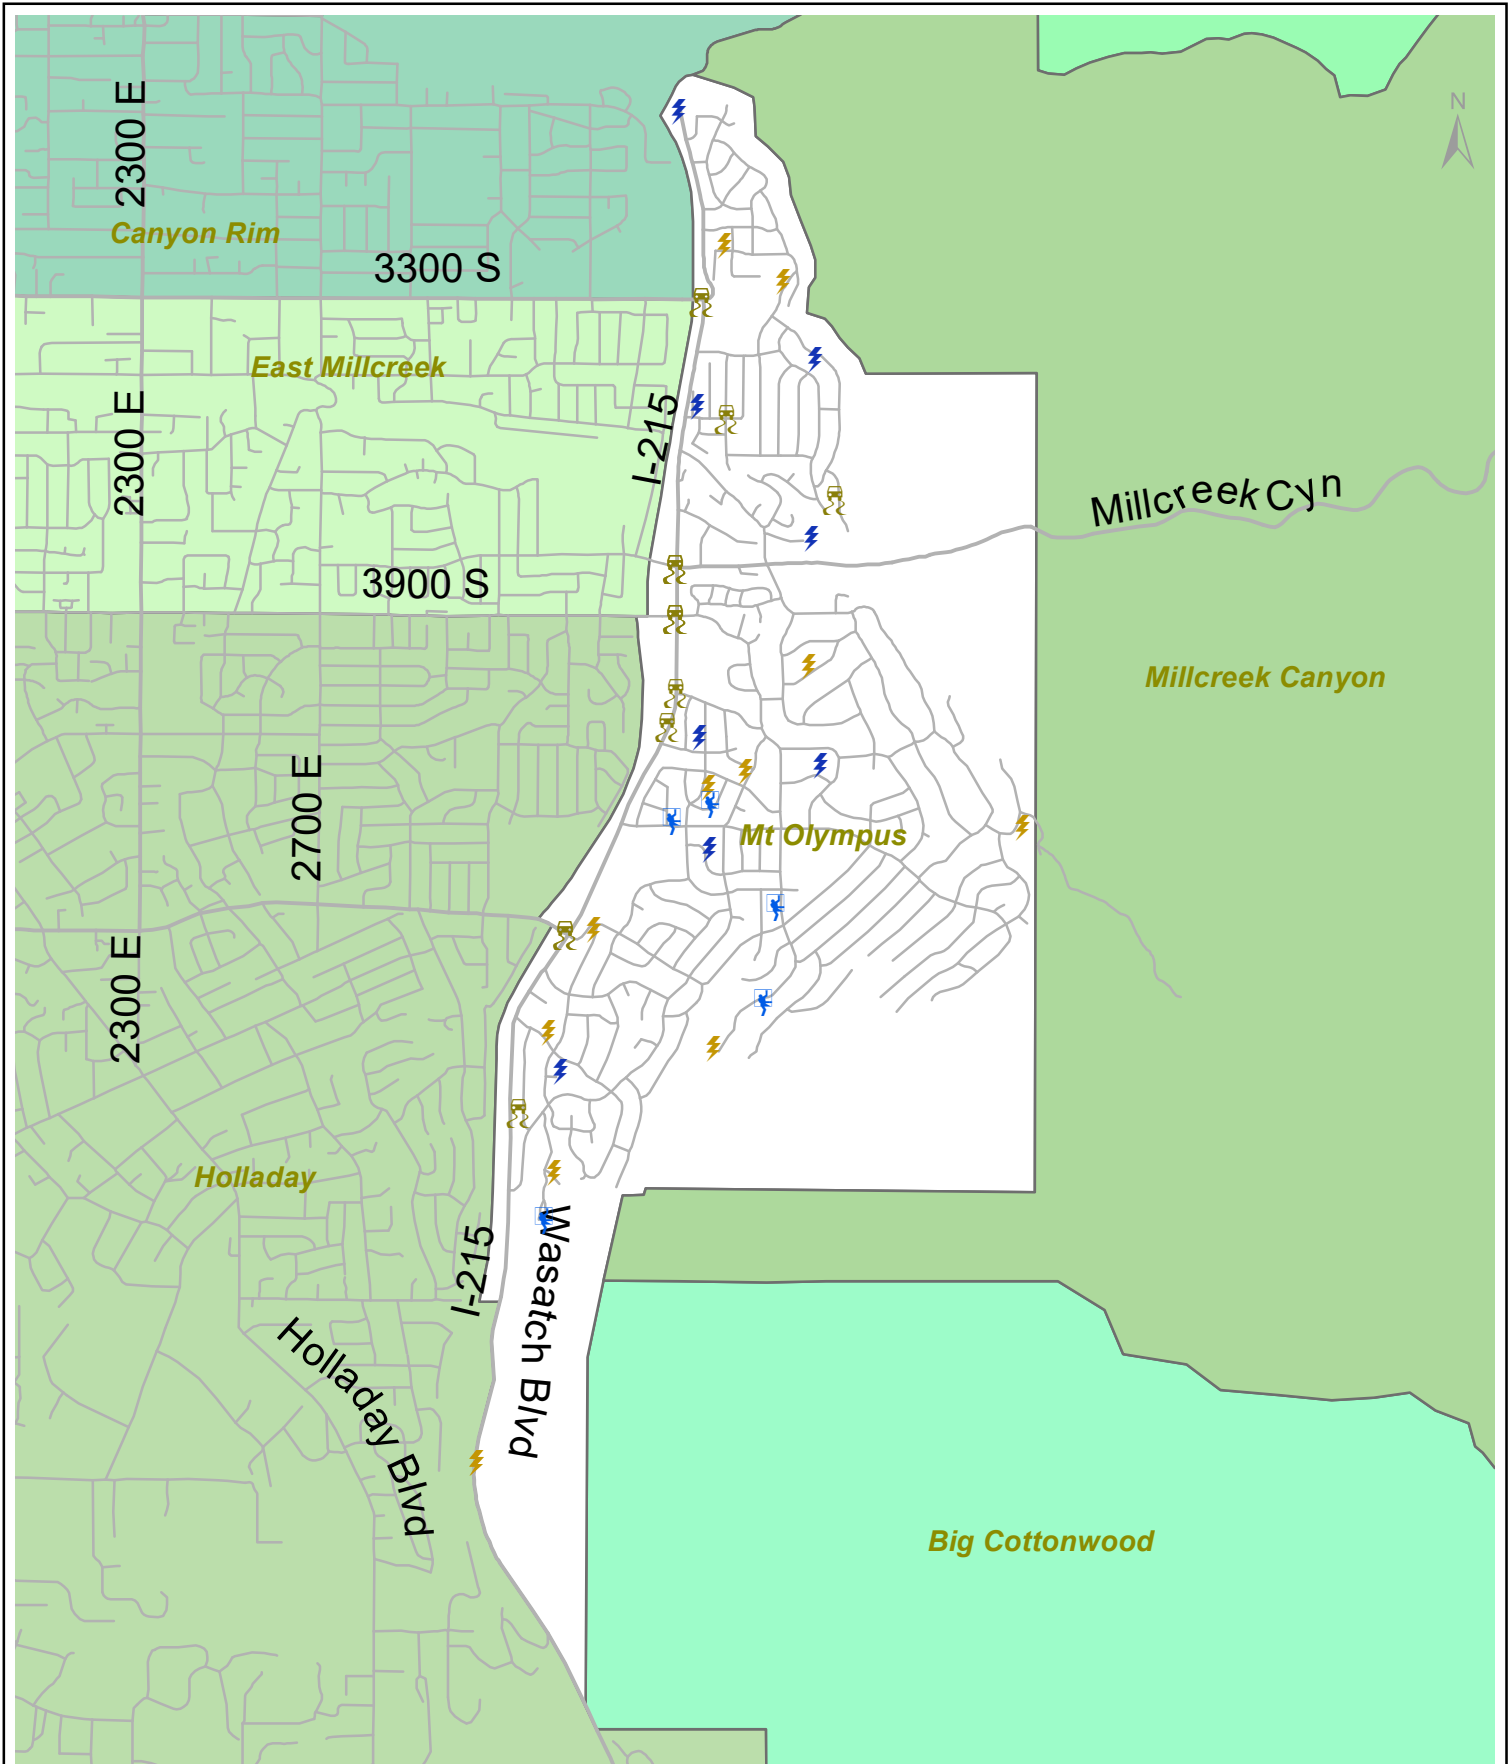 N
2300 E
Canyon Rim
3300 S
East Millcreek
2300 E
I-215
Millcreek Cyn
3900 S
Millcreek Canyon
2700 E
Mt Olympus
2300 E
Holladay
I-215
Wasatch Blvd
Holladay Blvd
Big Cottonwood